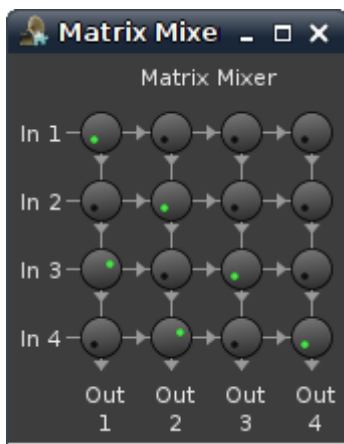 Matrix Mixe
Matrix Mixer
In 1
In 2
In 3
In 4
Out Out Out Out
1 2 3 4